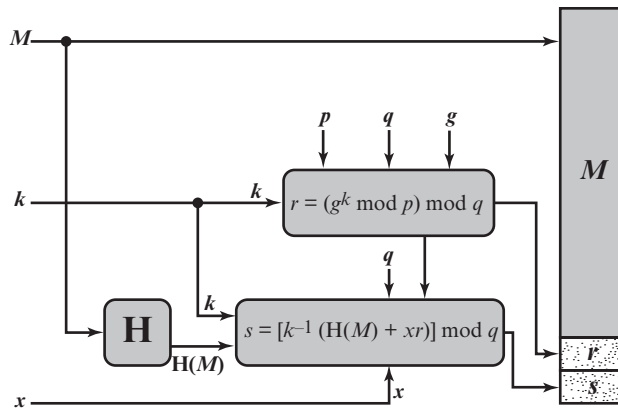 M
p q g
M
k
k
r = (g^k mod p) mod q
q
k
H
s = [k^–1 (H(M) + xr)] mod q
H(M)
r
x
x
s